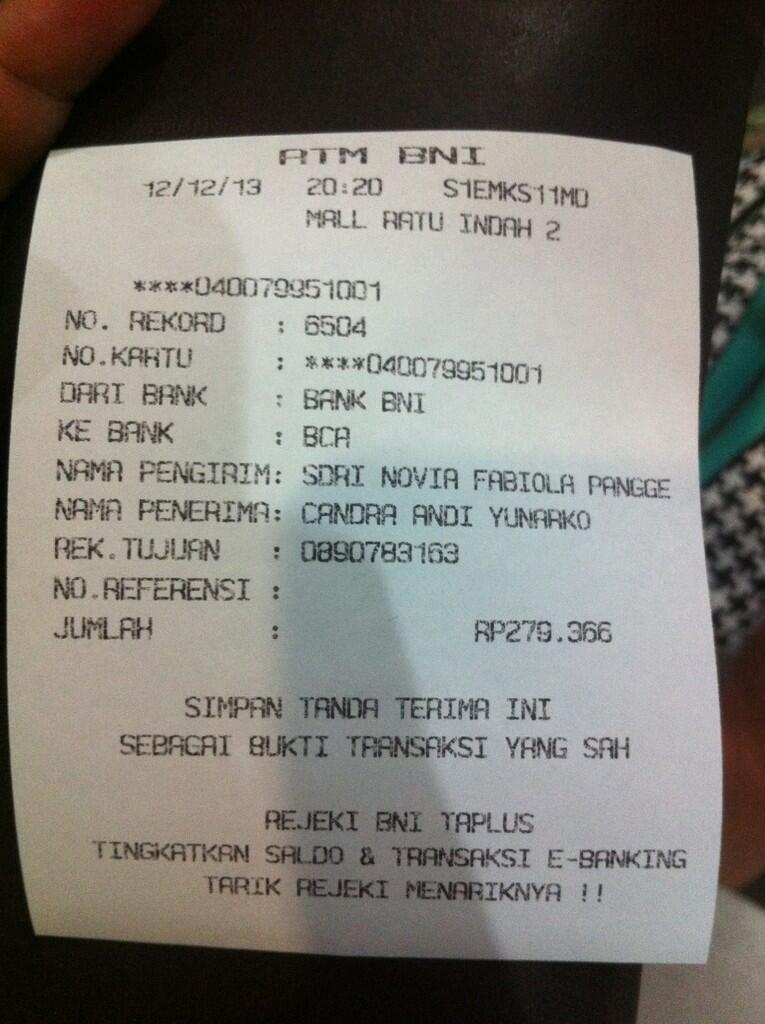 ATM BNI
12/12/13 20:20 S1EMKS11MD
MALL RATU INDAH 2
****040079951001
NO. REKORD : 6504
NO.KARTU : ****040079951001
DARI BANK : BANK BNI
KE BANK : BCA
NAMA PENGIRIM: SDRI NOVIA FABIOLA PANGGE
NAMA PENERIMA: CANDRA ANDI YUNARKO
REK.TUJUAN : 0890783163
NO.REFERENSI :
JUMLAH : RP279.366
SIMPAN TANDA TERIMA INI
SEBAGAI BUKTI TRANSAKSI YANG SAH
REJEKI BNI TAPLUS
TINGKATKAN SALDO & TRANSAKSI E-BANKING
TARIK REJEKI MENARIKNYA !!